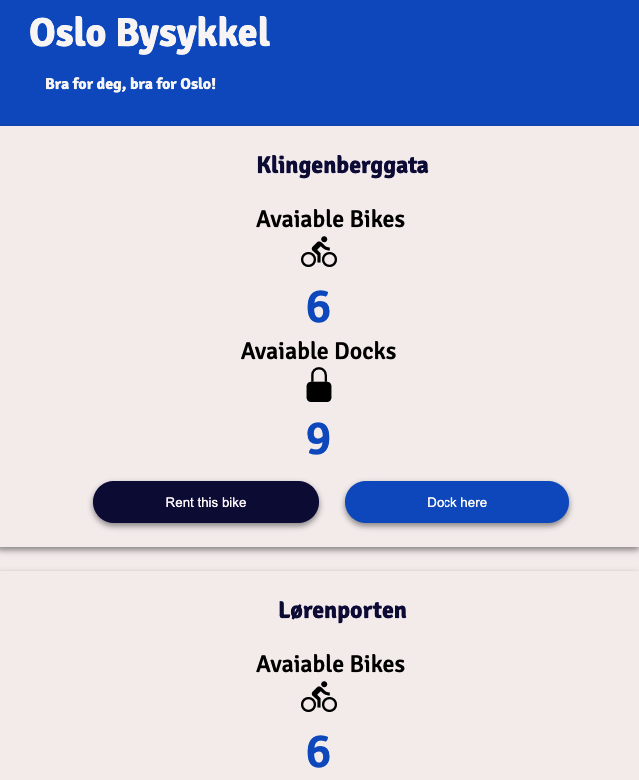 Oslo Bysykkel
Bra for deg, bra for Oslo!
Klingenberggata
Avaiable Bikes
6
Avaiable Docks
9
Rent this bike
Dock here
Lørenporten
Avaiable Bikes
6